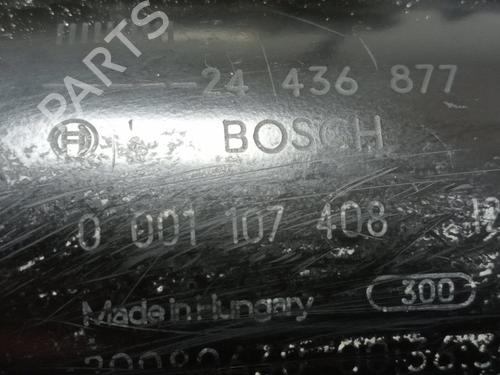 PARTS
24 436 877
BOSCH
0 001 107 408
Made in Hungary
300